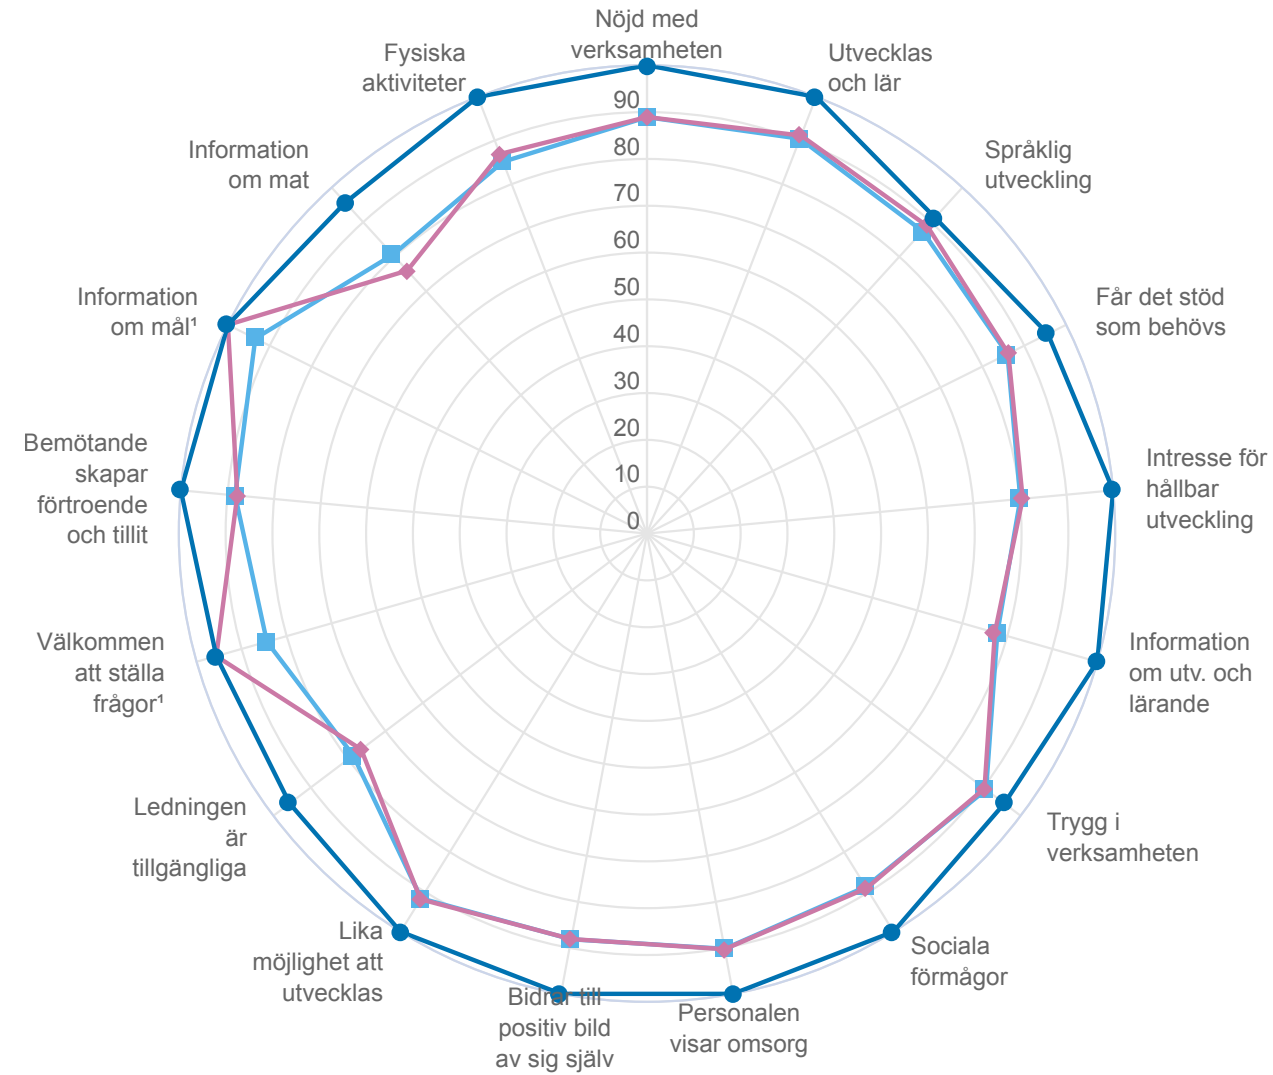 Nöjd med
verksamheten
Utvecklas
och lär
Språklig
utveckling
Får det stöd
som behövs
Intresse för
hållbar
utveckling
Information
om utv. och
lärande
Trygg i
verksamheten
Sociala
förmågor
Personalen
visar omsorg
Bidrar till
positiv bild
av sig själv
Lika
möjlighet att
utvecklas
Ledningen
är
tillgängliga
Välkommen
att ställa
frågor¹
Bemötande
skapar
förtroende
och tillit
Information
om mål¹
Information
om mat
Fysiska
aktiviteter
90
80
70
60
50
40
30
20
10
0